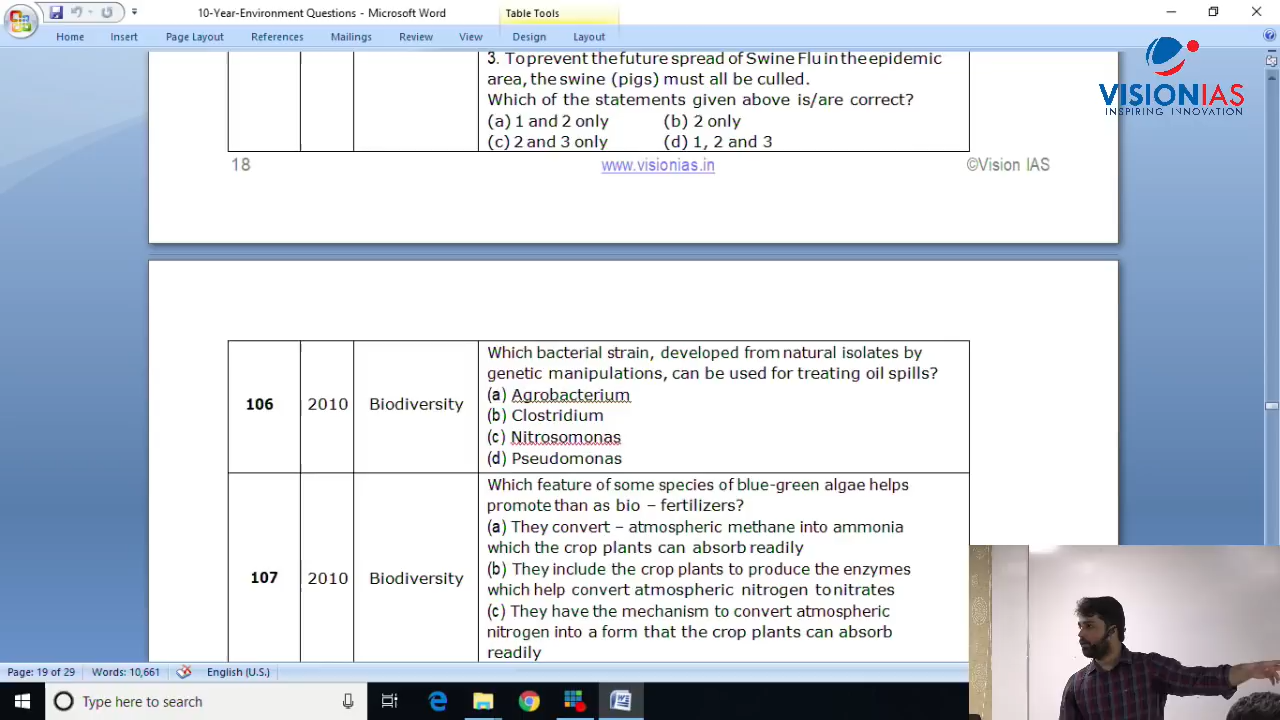 10-Year-Environment Questions - Microsoft Word
Table Tools
Home Insert Page Layout References Mailings Review View Design Layout
VISIONIAS
INSPIRING INNOVATION
3. To prevent the future spread of Swine Flu in the epidemic
area, the swine (pigs) must all be culled.
Which of the statements given above is/are correct?
(a) 1 and 2 only (b) 2 only
(c) 2 and 3 only (d) 1, 2 and 3
18 www.visionias.in ©Vision IAS
106 2010 Biodiversity
Which bacterial strain, developed from natural isolates by
genetic manipulations, can be used for treating oil spills?
(a) Agrobacterium
(b) Clostridium
(c) Nitrosomonas
(d) Pseudomonas
107 2010 Biodiversity
Which feature of some species of blue-green algae helps
promote than as bio – fertilizers?
(a) They convert – atmospheric methane into ammonia
which the crop plants can absorb readily
(b) They include the crop plants to produce the enzymes
which help convert atmospheric nitrogen to nitrates
(c) They have the mechanism to convert atmospheric
nitrogen into a form that the crop plants can absorb
readily
Page: 19 of 29 Words: 10,661 English (U.S.)
Type here to search